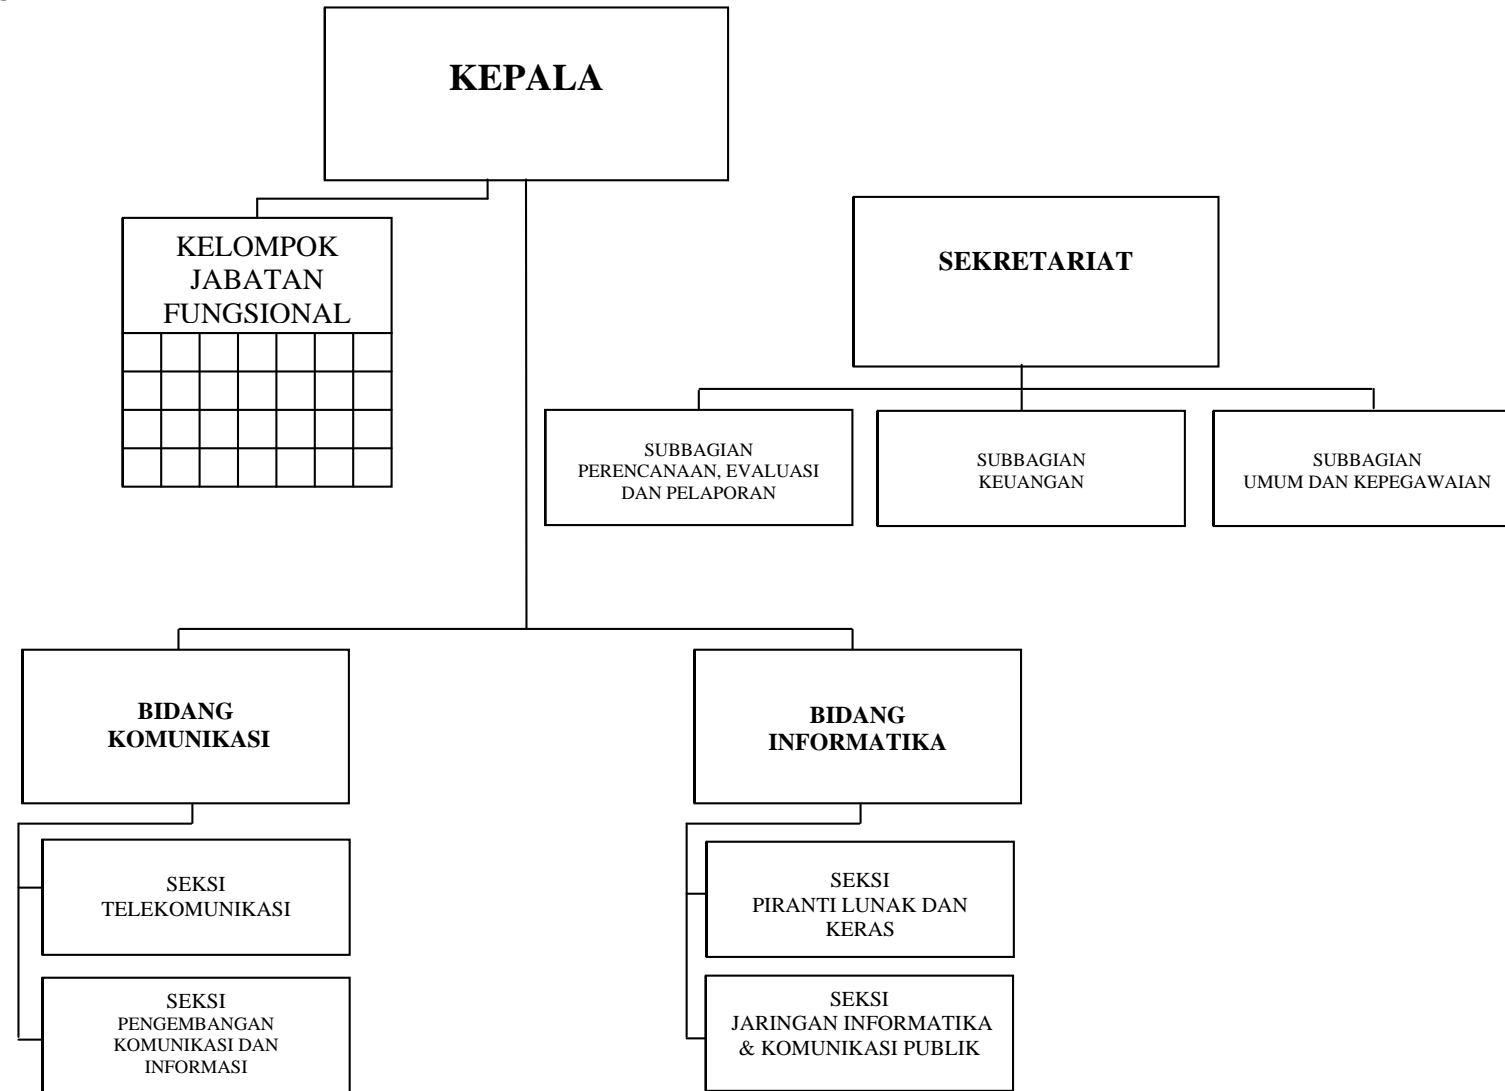 KEPALA
KELOMPOK
JABATAN
FUNGSIONAL
SEKRETARIAT
SUBBAGIAN
PERENCANAAN, EVALUASI
DAN PELAPORAN
SUBBAGIAN
KEUANGAN
SUBBAGIAN
UMUM DAN KEPEGAWAIAN
BIDANG
KOMUNIKASI
BIDANG
INFORMATIKA
SEKSI
TELEKOMUNIKASI
SEKSI
PIRANTI LUNAK DAN
KERAS
SEKSI
PENGEMBANGAN
KOMUNIKASI DAN
INFORMASI
SEKSI
JARINGAN INFORMATIKA
& KOMUNIKASI PUBLIK